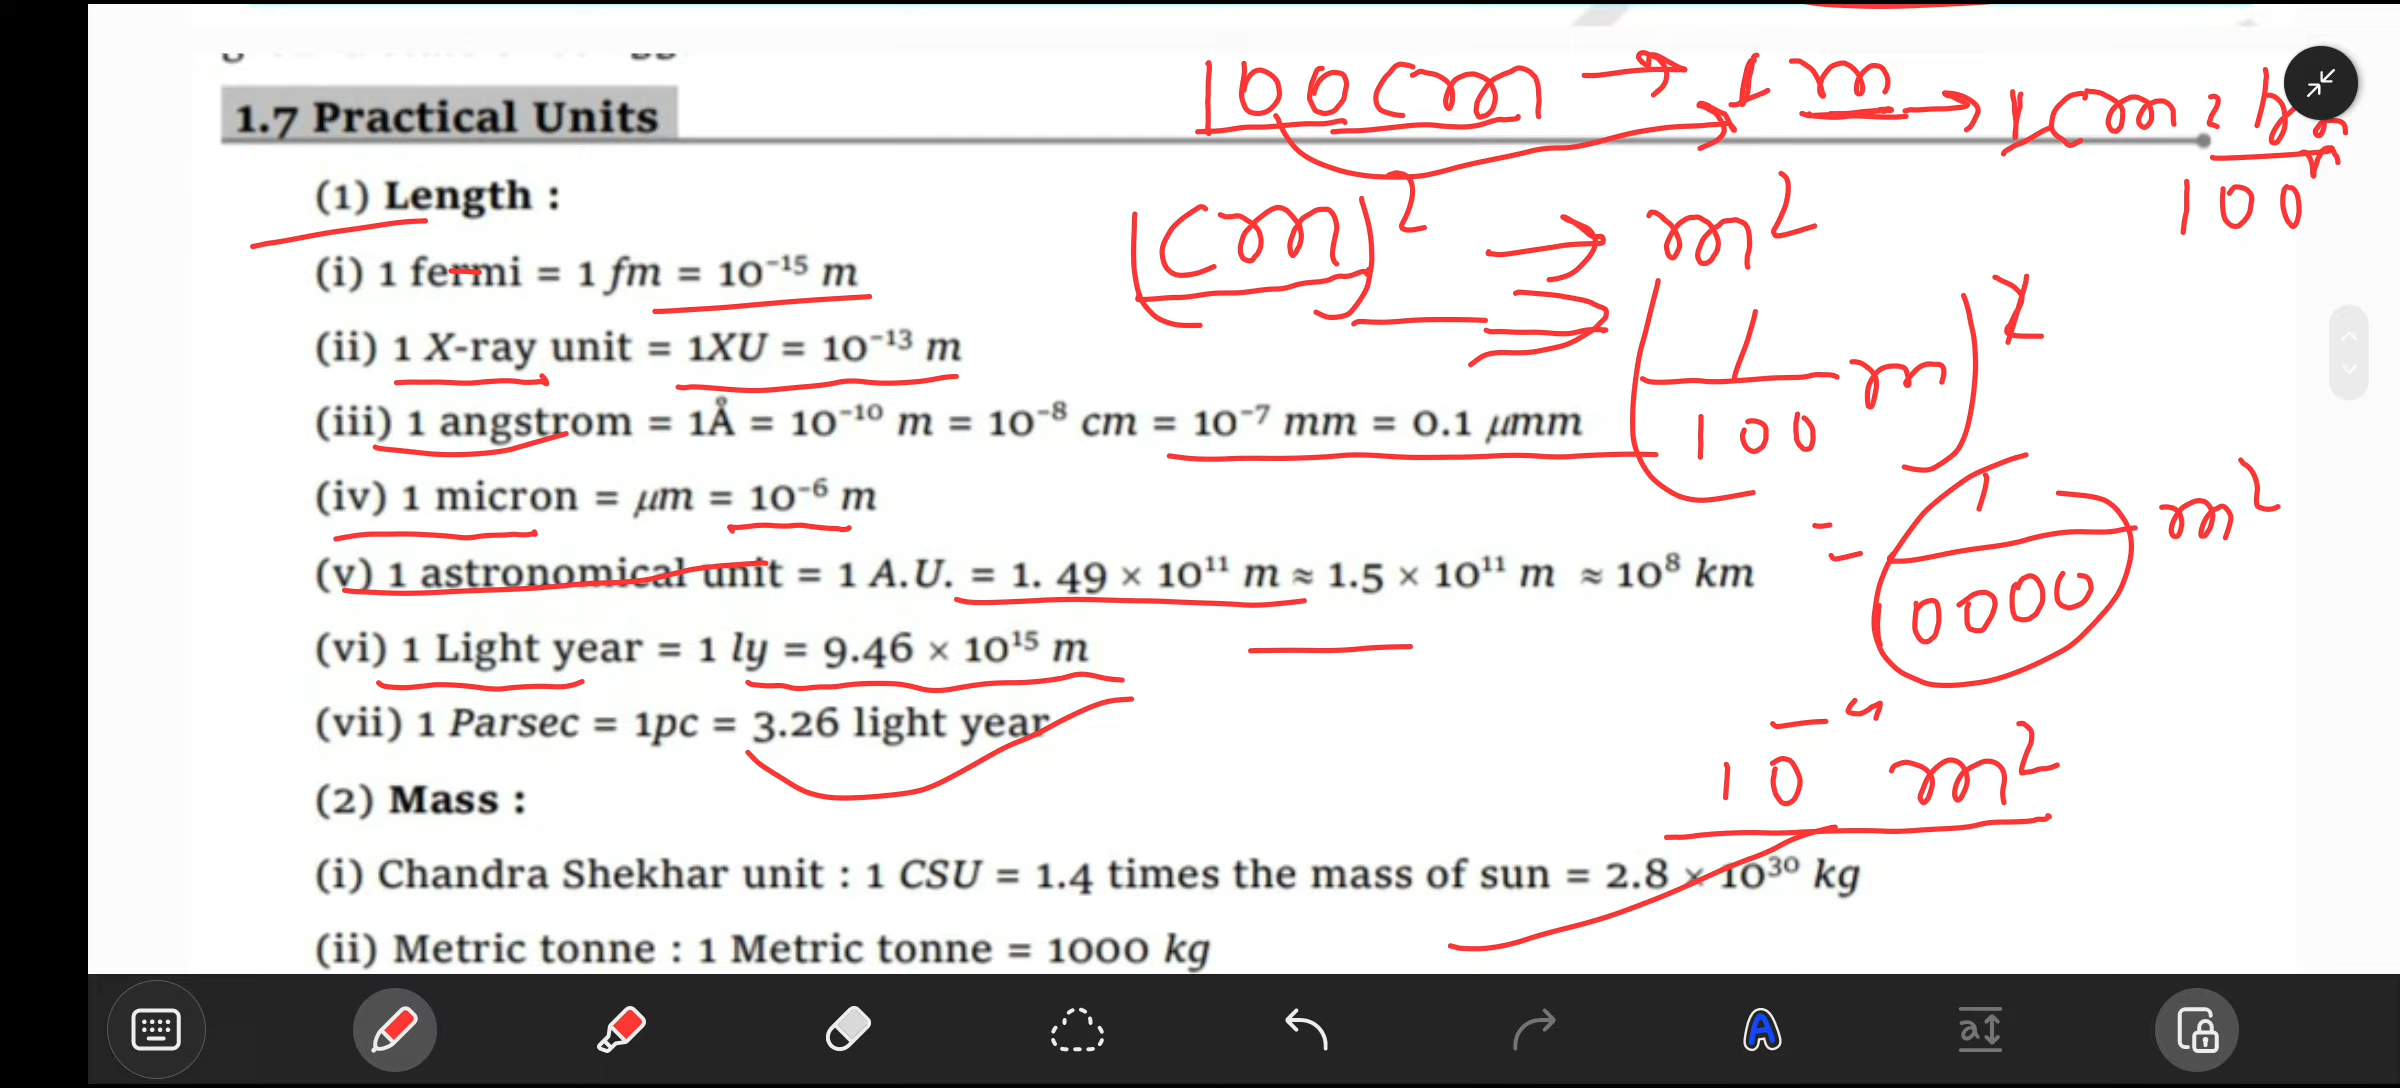 1.7 Practical Units
100 cm → 1 m → 1 cm =
100
(1) Length :
(cm)² → m²
(i) 1 fermi = 1 fm = 10⁻¹⁵ m
(ii) 1 X-ray unit = 1XU = 10⁻¹³ m
(1/100 m)²
(iii) 1 angstrom = 1Å = 10⁻¹⁰ m = 10⁻⁸ cm = 10⁻⁷ mm = 0.1 μmm
(iv) 1 micron = μm = 10⁻⁶ m
= 1/0000 m²
(v) 1 astronomical unit = 1 A.U. = 1. 49 × 10¹¹ m ≈ 1.5 × 10¹¹ m ≈ 10⁸ km
(vi) 1 Light year = 1 ly = 9.46 × 10¹⁵ m
(vii) 1 Parsec = 1pc = 3.26 light year
10⁻⁴ m²
(2) Mass :
(i) Chandra Shekhar unit : 1 CSU = 1.4 times the mass of sun = 2.8 × 10³⁰ kg
(ii) Metric tonne : 1 Metric tonne = 1000 kg
A
a